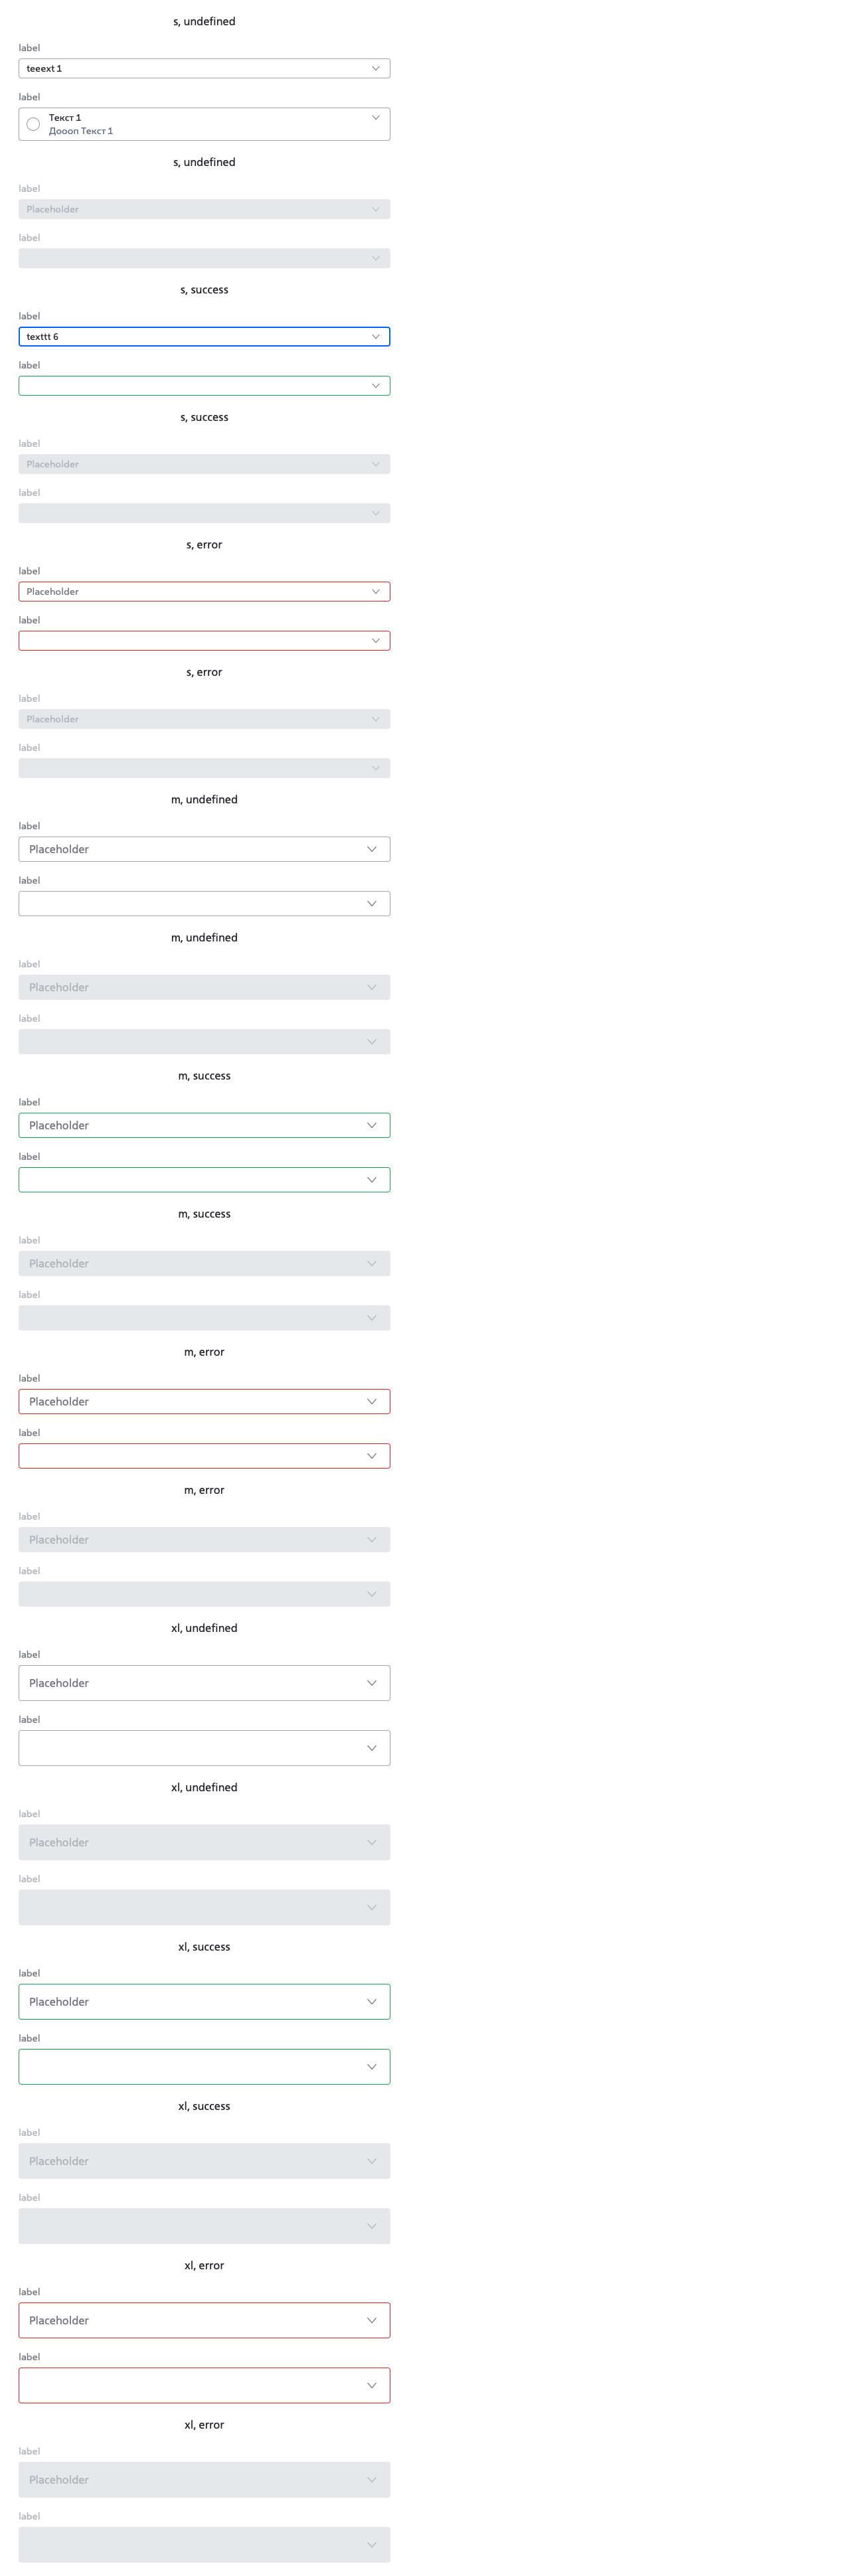 s, undefined
label
teeext 1
label
Текст 1
Доооп Текст 1
s, undefined
label
Placeholder
label
s, success
label
texttt 6
label
s, success
label
Placeholder
label
s, error
label
Placeholder
label
s, error
label
Placeholder
label
m, undefined
label
Placeholder
label
m, undefined
label
Placeholder
label
m, success
label
Placeholder
label
m, success
label
Placeholder
label
m, error
label
Placeholder
label
m, error
label
Placeholder
label
xl, undefined
label
Placeholder
label
xl, undefined
label
Placeholder
label
xl, success
label
Placeholder
label
xl, success
label
Placeholder
label
xl, error
label
Placeholder
label
xl, error
label
Placeholder
label